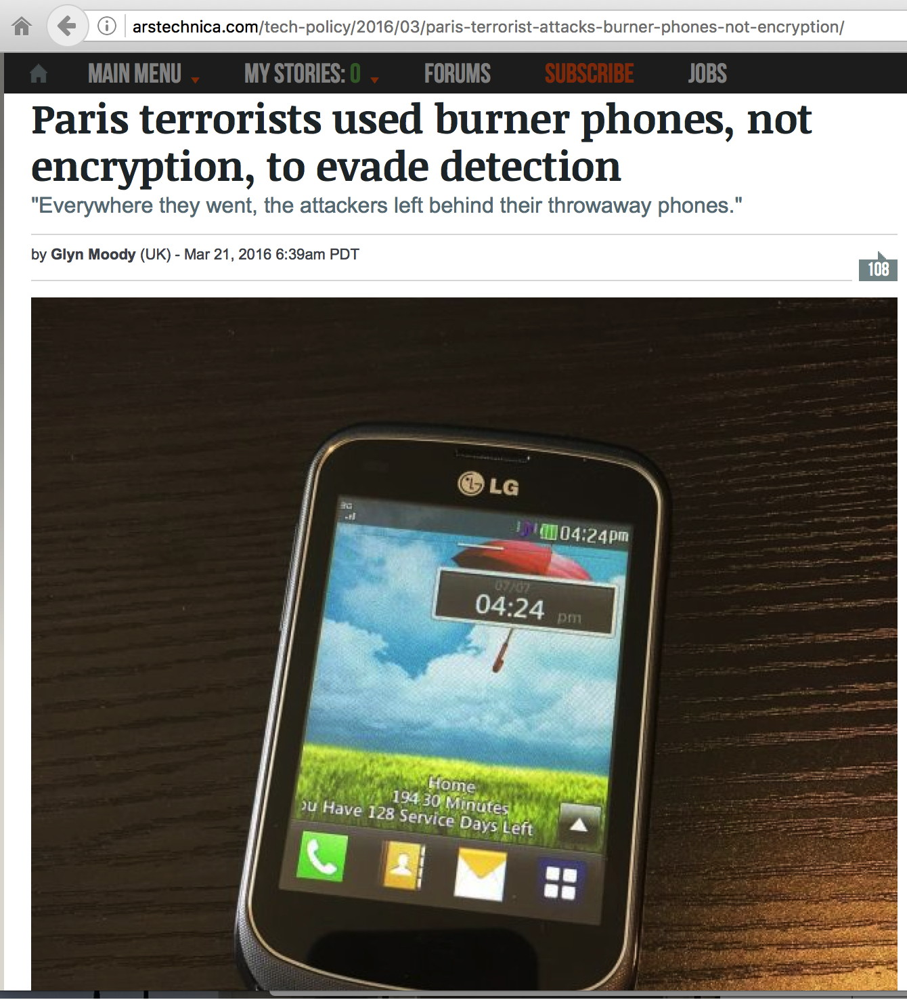 arstechnica.com/tech-policy/2016/03/paris-terrorist-attacks-burner-phones-not-encryption/
MAIN MENU MY STORIES: 0 FORUMS SUBSCRIBE JOBS
Paris terrorists used burner phones, not
encryption, to evade detection
"Everywhere they went, the attackers left behind their throwaway phones."
by Glyn Moody (UK) - Mar 21, 2016 6:39am PDT
108
LG
3G
04:24pm
07/07
04:24 pm
Home
194.30 Minutes
ou Have 128 Service Days Left